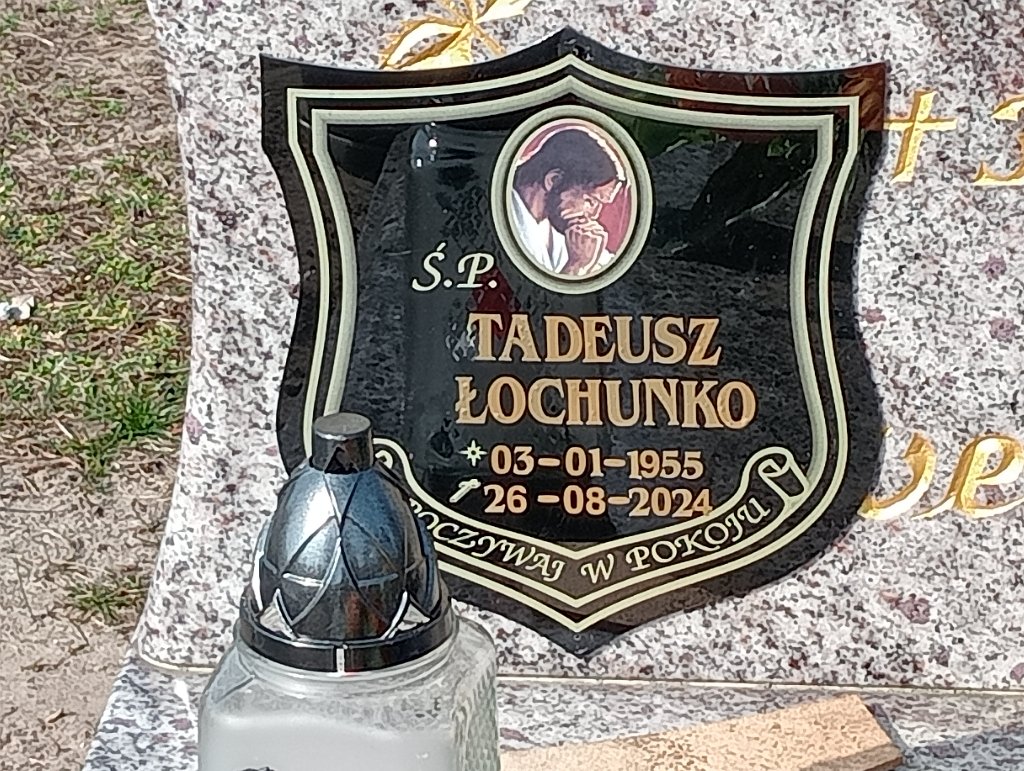 Ś.P.
TADEUSZ
ŁOCHUNKO
03-01-1955
26-08-2024
W POKOJU